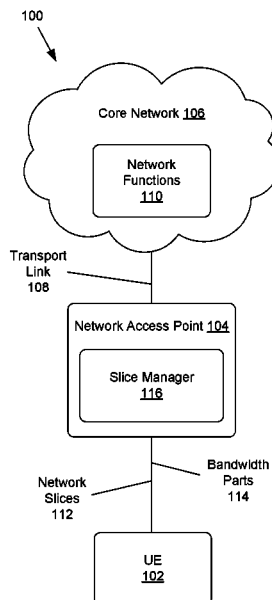 100
Core Network 106
Network
Functions
110
Transport
Link
108
Network Access Point 104
Slice Manager
116
Network
Slices
112
Bandwidth
Parts
114
UE
102